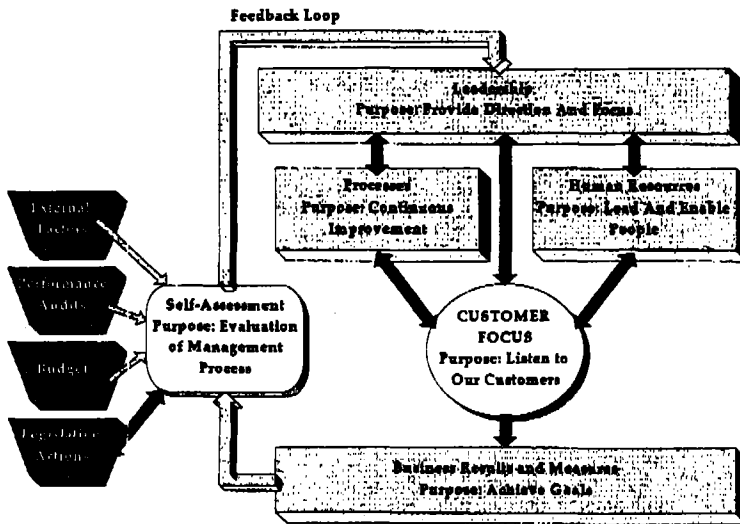 Feedback Loop
Leadership
Purpose: Provide Direction And Focus
Processes
Purpose: Continuous
Improvement
Human Resources
Purpose: Lead And Enable
People
External
Factors
Performance
Audits
Budget
Legislative
Actions
Self-Assessment
Purpose: Evaluation
of Management
Process
CUSTOMER
FOCUS
Purpose: Listen to
Our Customers
Business Results and Measures
Purpose: Achieve Goals